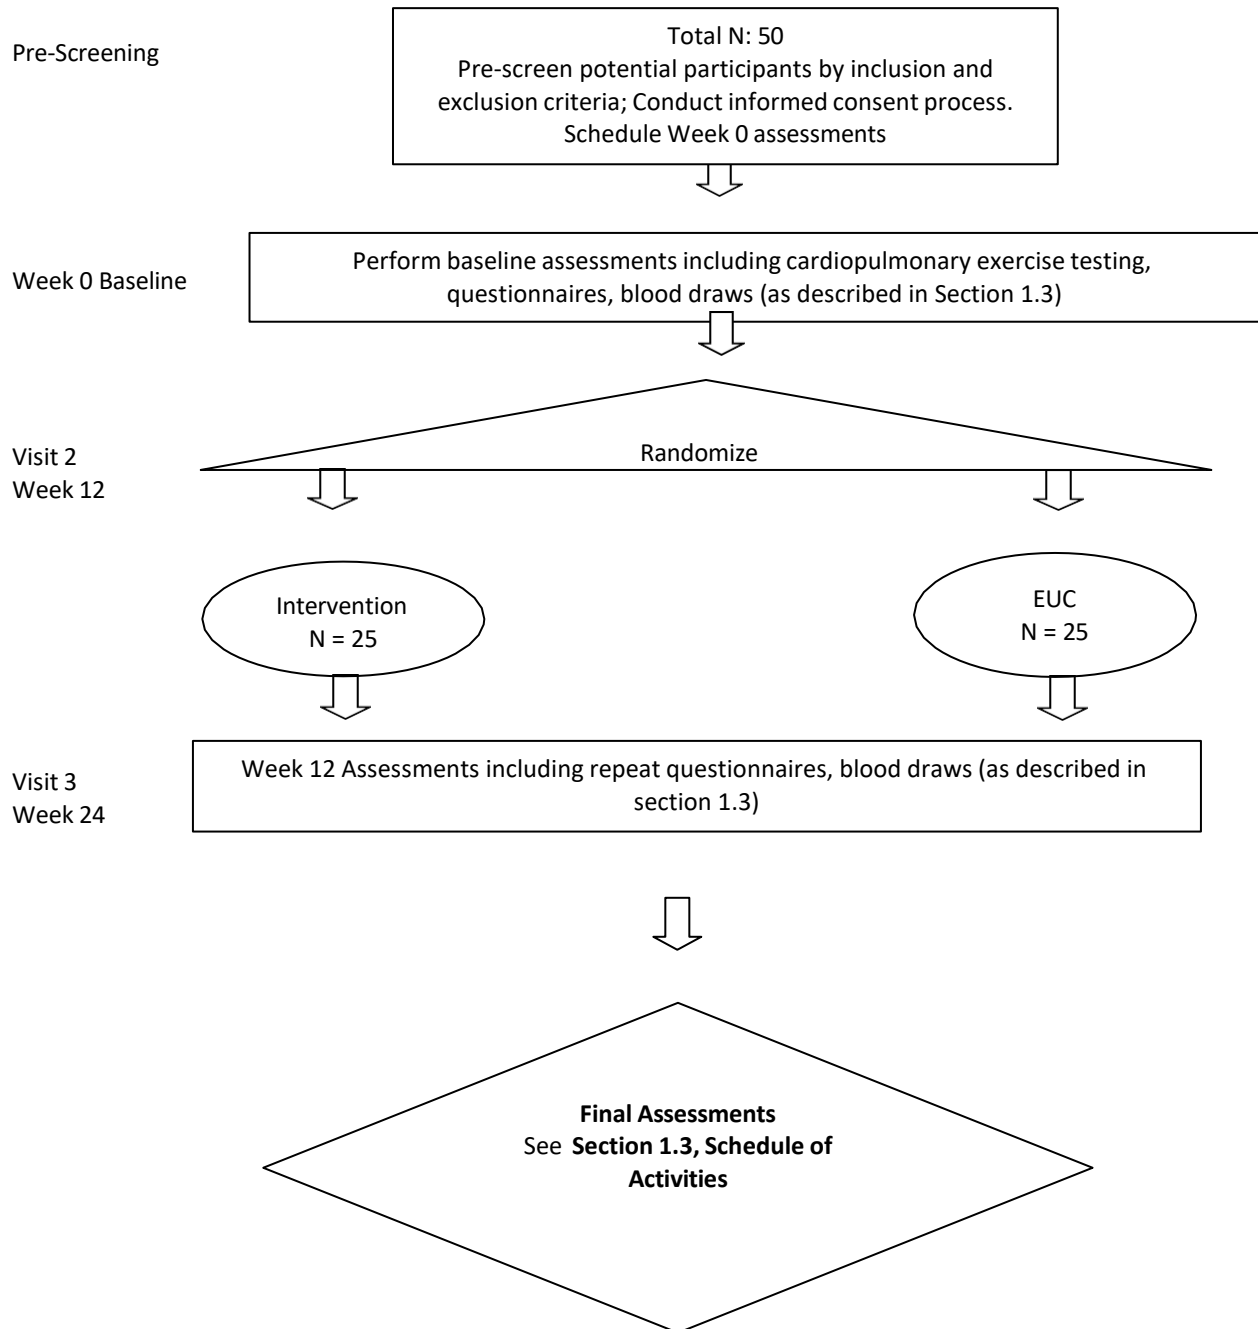 Pre-Screening
Total N: 50
Pre-screen potential participants by inclusion and
exclusion criteria; Conduct informed consent process.
Schedule Week 0 assessments
Week 0 Baseline
Perform baseline assessments including cardiopulmonary exercise testing,
questionnaires, blood draws (as described in Section 1.3)
Visit 2
Week 12
Randomize
Intervention
N = 25
EUC
N = 25
Visit 3
Week 24
Week 12 Assessments including repeat questionnaires, blood draws (as described in
section 1.3)
Final Assessments
See Section 1.3, Schedule of
Activities